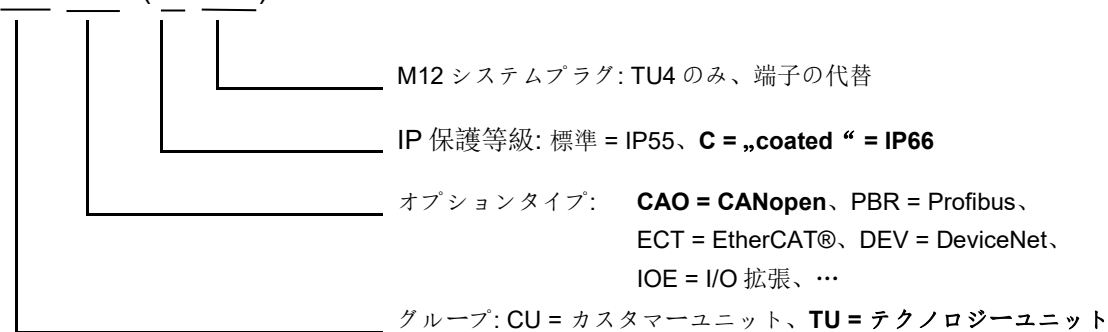 M12 システムプラグ: TU4 のみ、端子の代替
IP 保護等級: 標準 = IP55、C = „coated “ = IP66
オプションタイプ: CAO = CANopen、PBR = Profibus、
ECT = EtherCAT®、DEV = DeviceNet、
IOE = I/O 拡張、…
グループ: CU = カスタマーユニット、TU = テクノロジーユニット